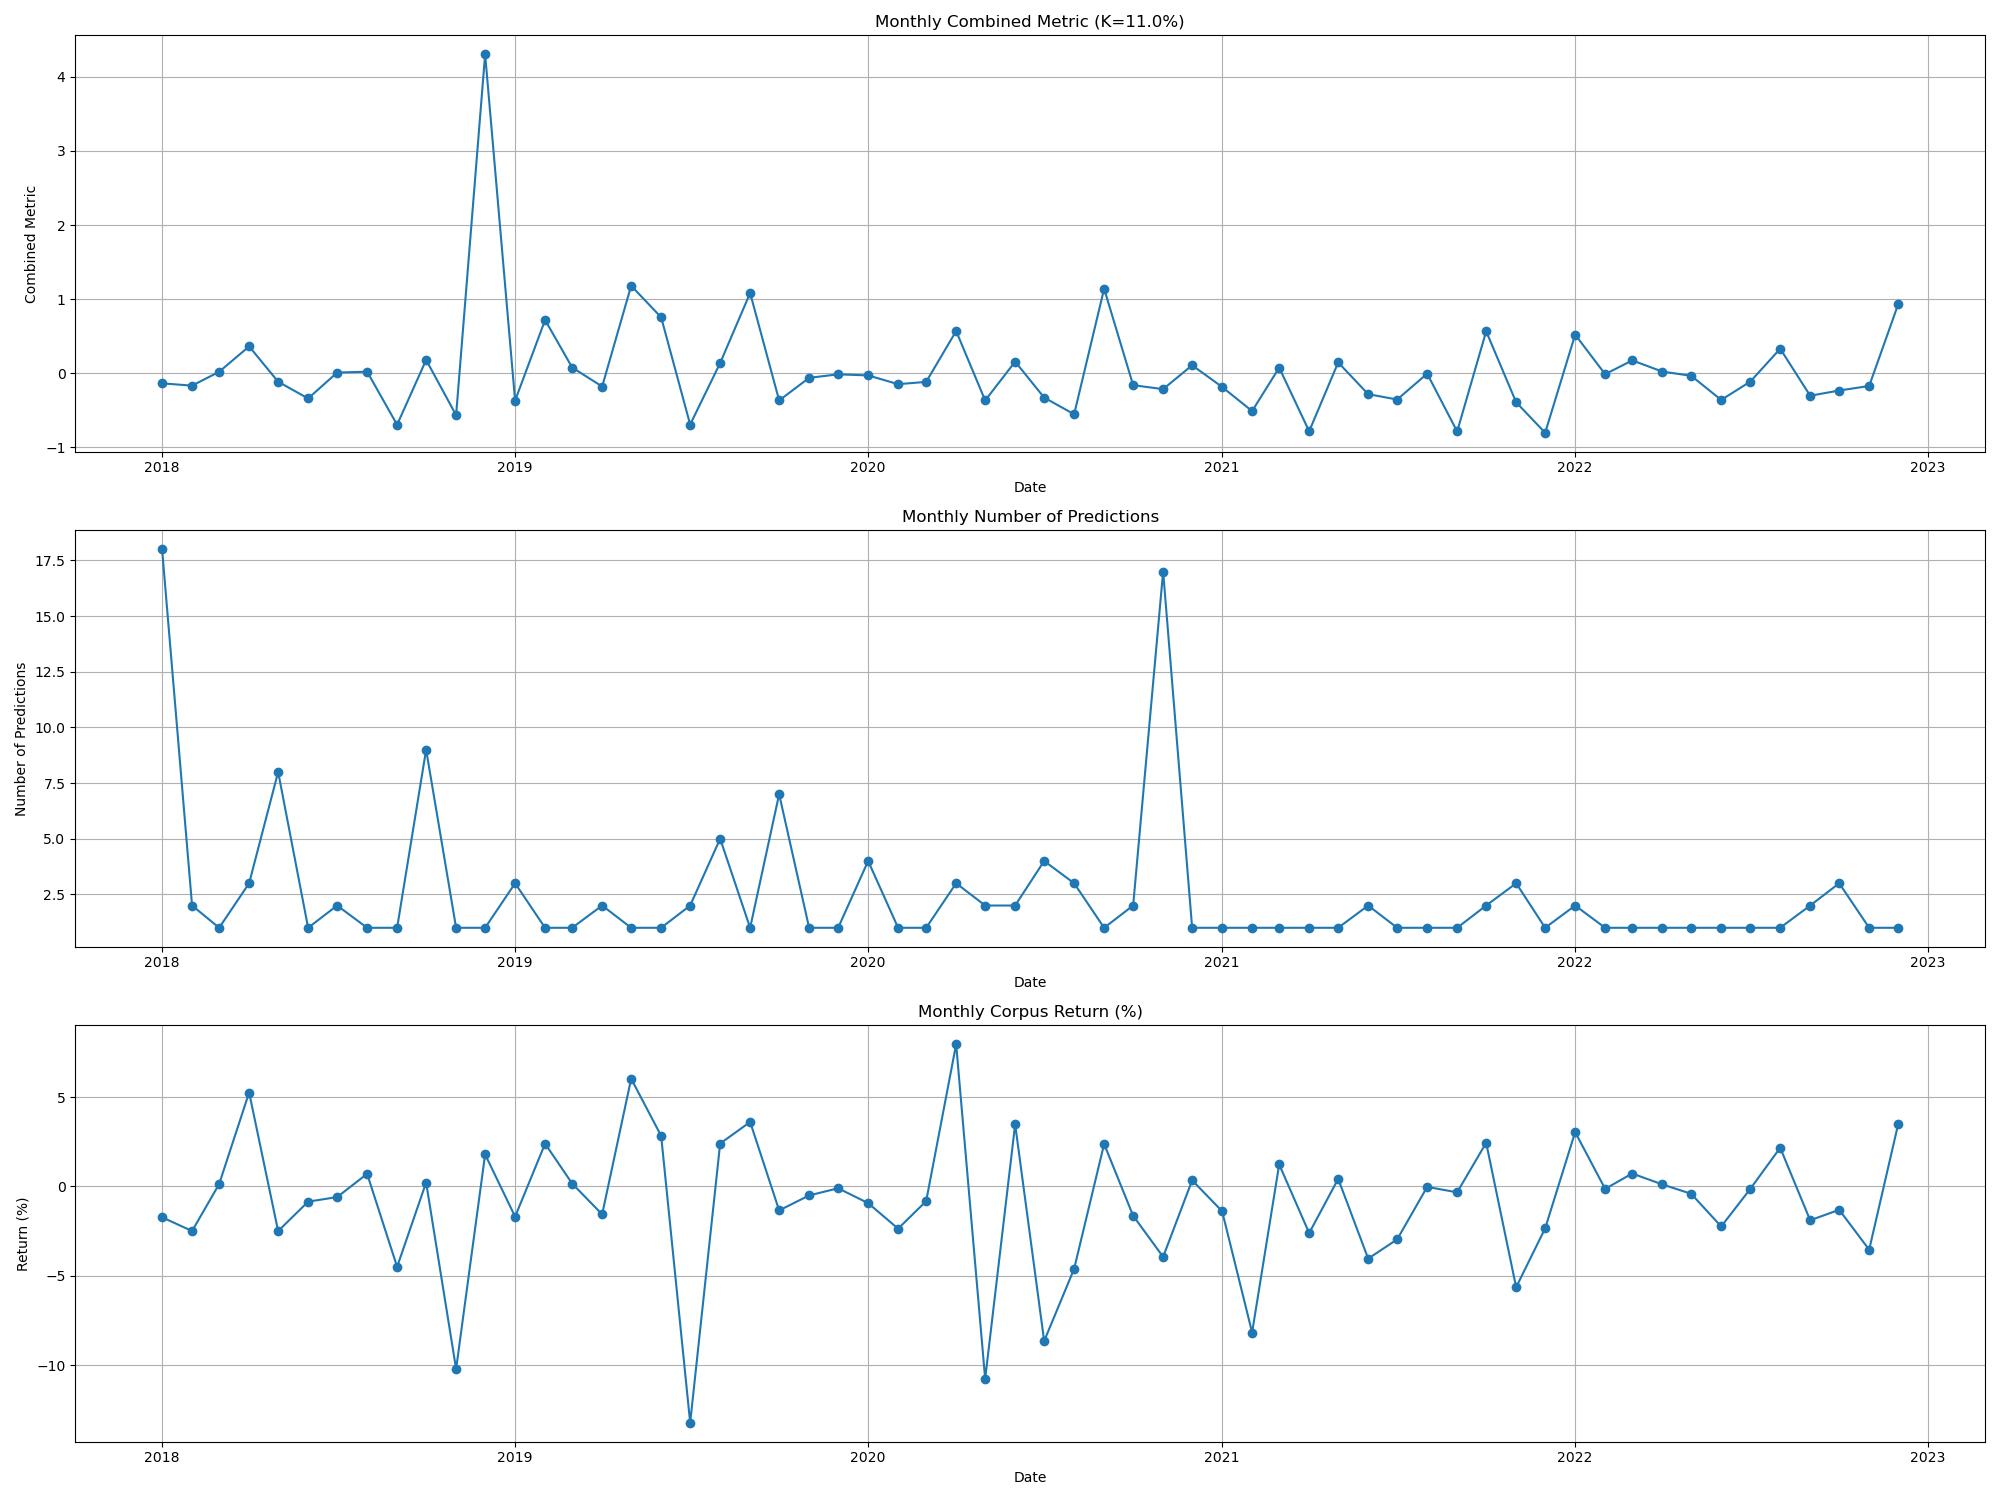 Monthly Combined Metric (K=11.0%)
Combined Metric
4
3
2
1
0
−1
2018 2019 2020 2021 2022 2023
Date
Monthly Number of Predictions
Number of Predictions
17.5
15.0
12.5
10.0
7.5
5.0
2.5
2018 2019 2020 2021 2022 2023
Date
Monthly Corpus Return (%)
Return (%)
5
0
−5
−10
2018 2019 2020 2021 2022 2023
Date